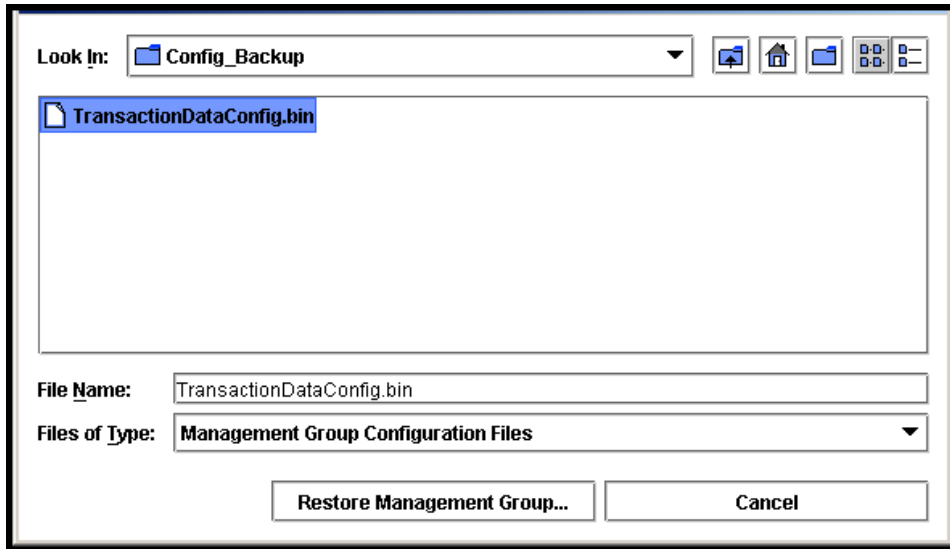 Look In: Config_Backup
TransactionDataConfig.bin
File Name: TransactionDataConfig.bin
Files of Type: Management Group Configuration Files
Restore Management Group... Cancel